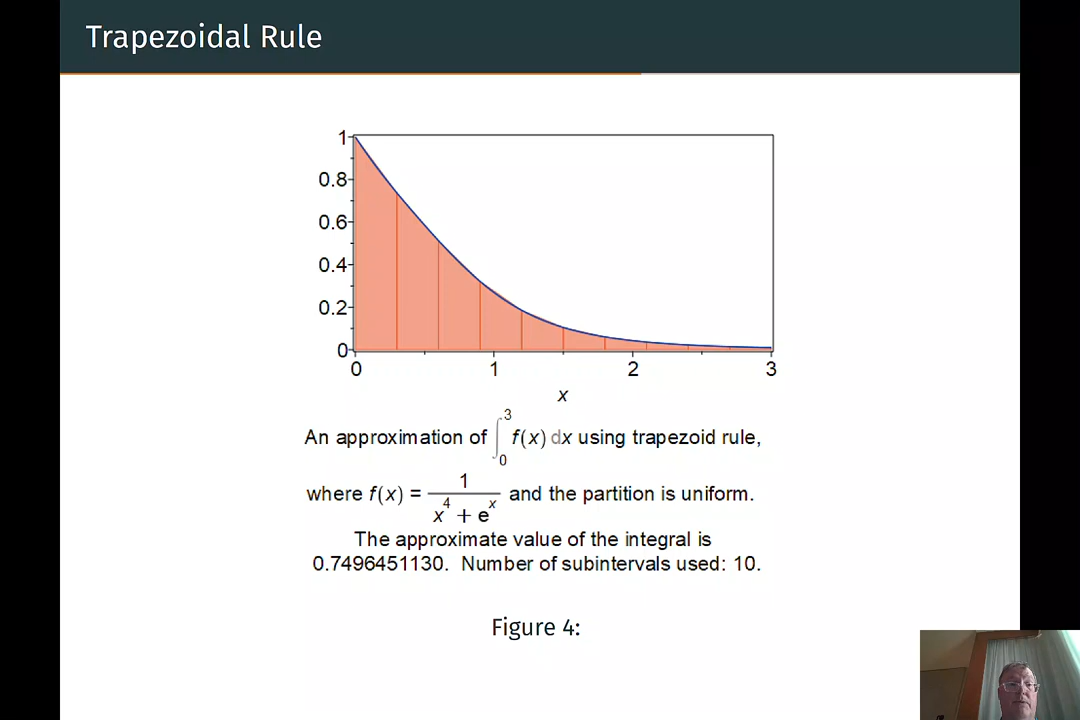 Trapezoidal Rule
1
0.8
0.6
0.4
0.2
0
0 1 2 3
x
An approximation of ∫₀³ f(x) dx using trapezoid rule,
where f(x) = 1/(x⁴ + eˣ) and the partition is uniform.
The approximate value of the integral is
0.7496451130. Number of subintervals used: 10.
Figure 4: